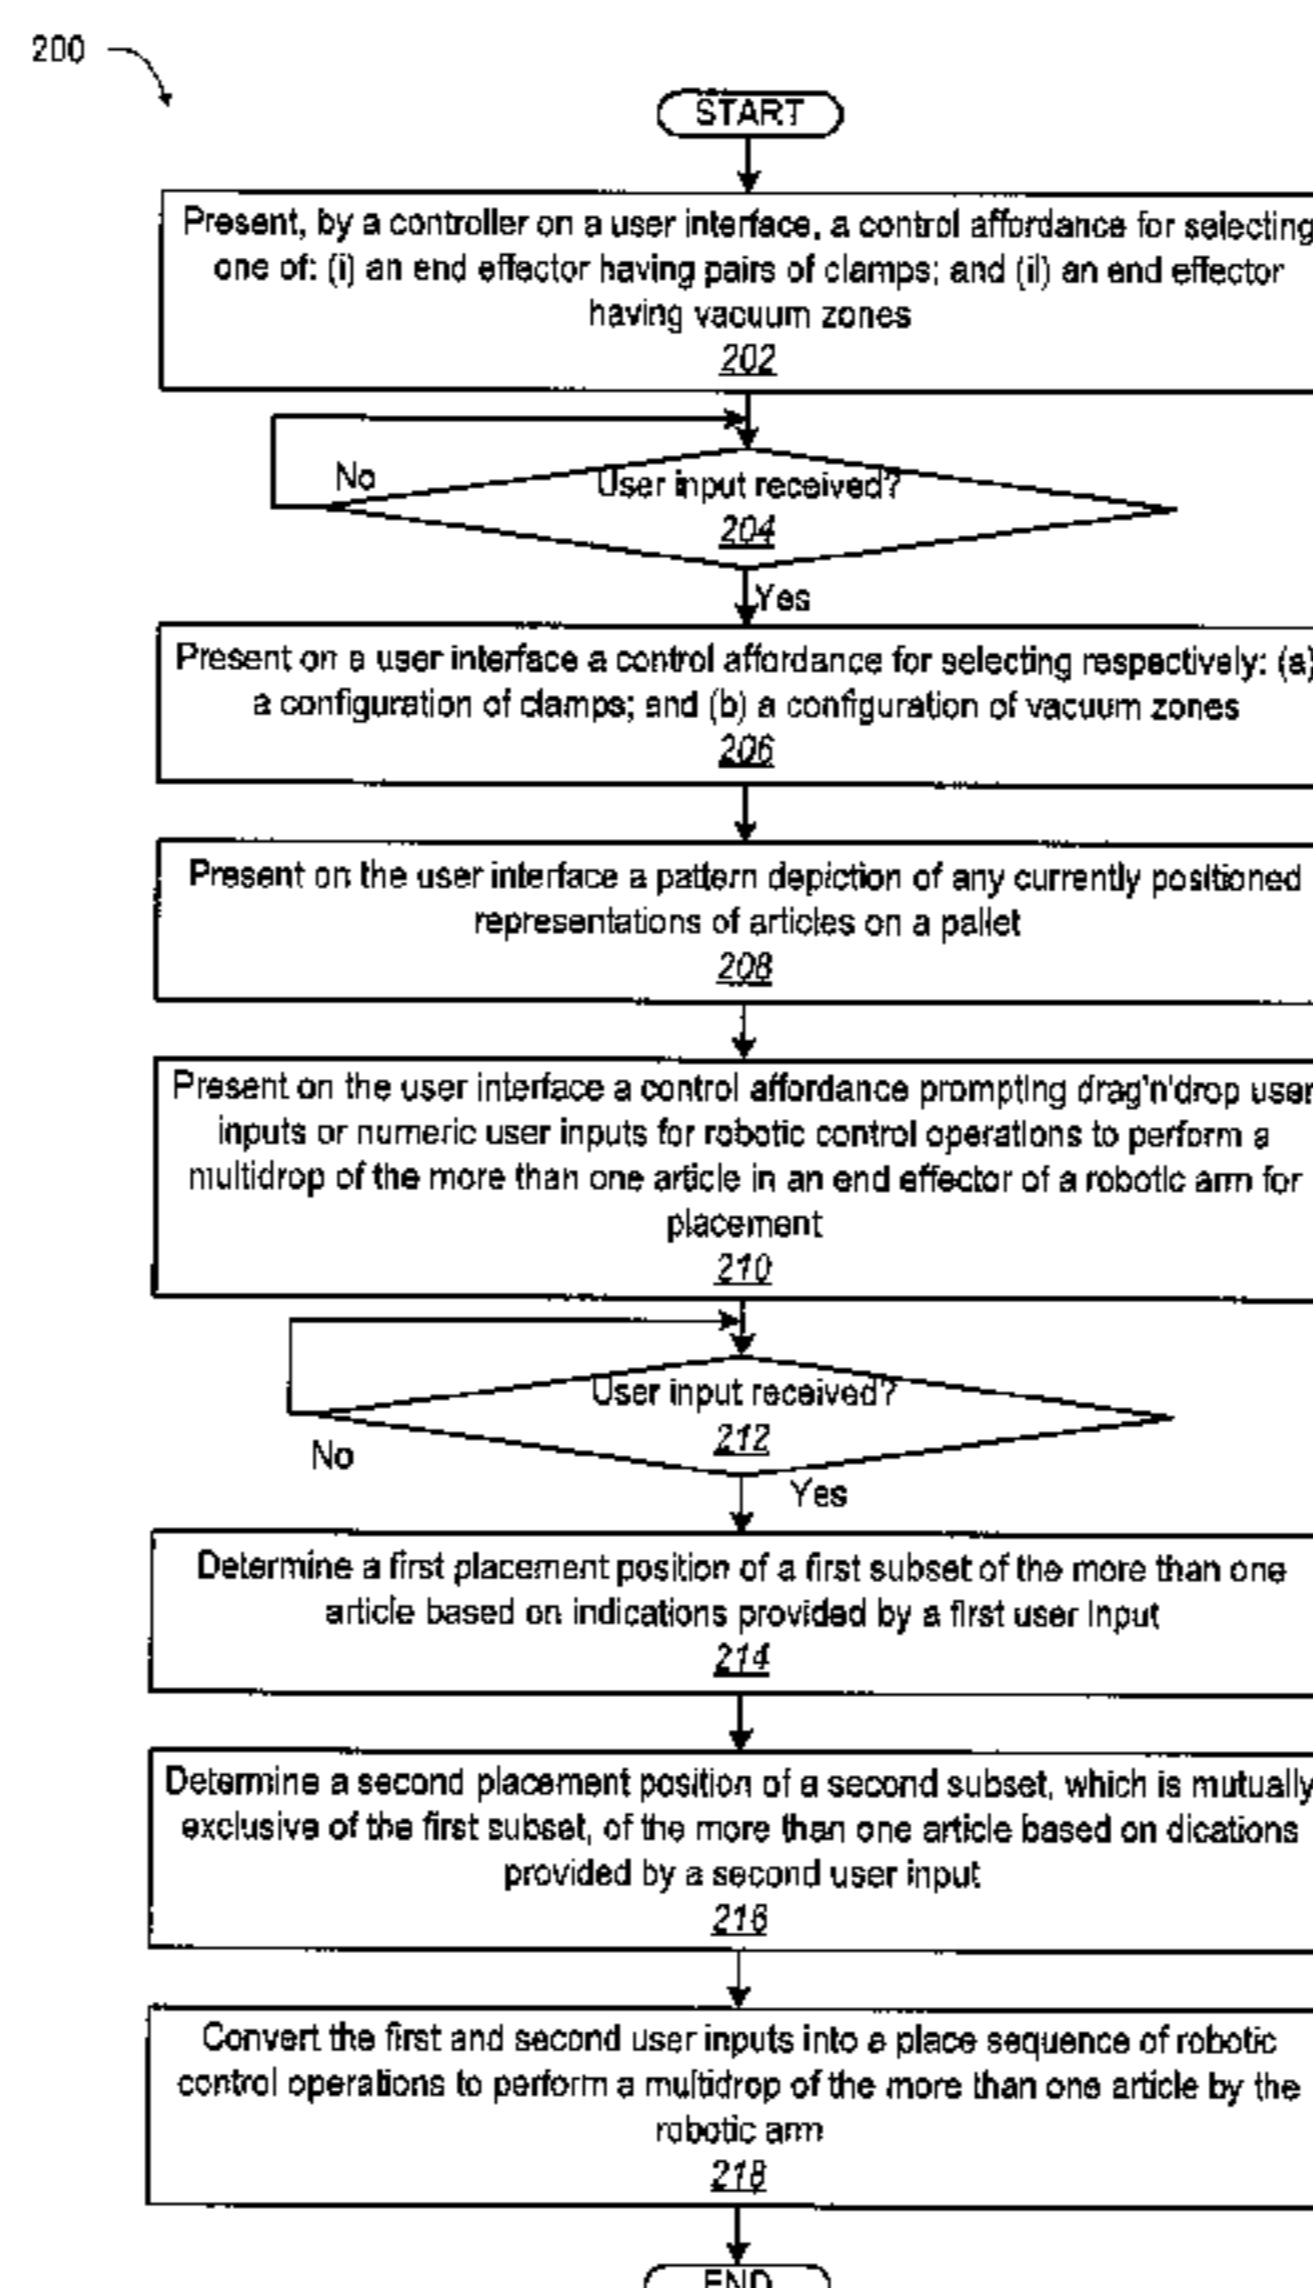 200
START
Present, by a controller on a user interface, a control affordance for selecting
one of: (i) an end effector having pairs of clamps; and (ii) an end effector
having vacuum zones
202
No
User input received?
204
Yes
Present on a user interface a control affordance for selecting respectively: (a)
a configuration of clamps; and (b) a configuration of vacuum zones
206
Present on the user interface a pattern depiction of any currently positioned
representations of articles on a pallet
208
Present on the user interface a control affordance prompting drag'n'drop user
inputs or numeric user inputs for robotic control operations to perform a
multidrop of the more than one article in an end effector of a robotic arm for
placement
210
User input received?
212
No
Yes
Determine a first placement position of a first subset of the more than one
article based on indications provided by a first user input
214
Determine a second placement position of a second subset, which is mutually
exclusive of the first subset, of the more than one article based on dications
provided by a second user input
216
Convert the first and second user inputs into a place sequence of robotic
control operations to perform a multidrop of the more than one article by the
robotic arm
218
END